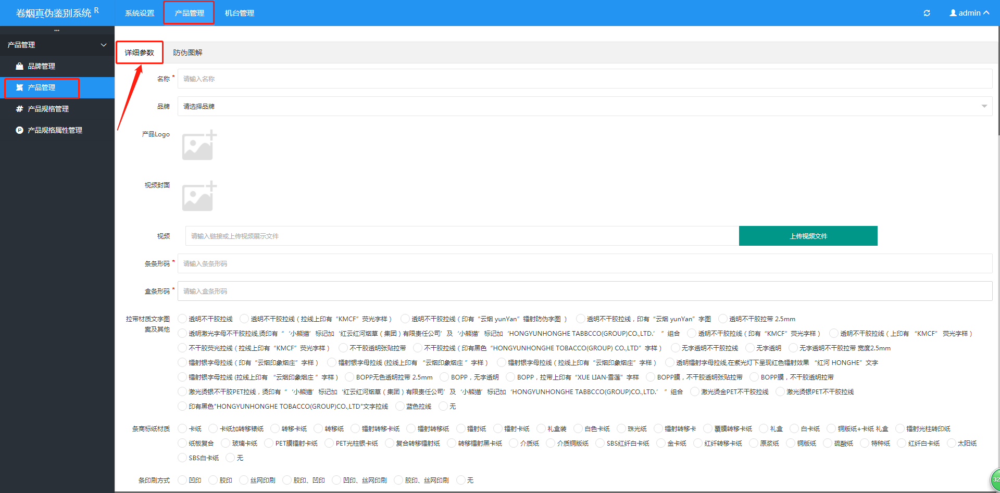 卷烟真伪鉴别系统 R
系统设置
产品管理
机台管理
admin
产品管理
品牌管理
产品管理
产品规格管理
产品规格属性管理
详细参数
防伪图解
名称 *
请输入名称
品牌
请选择品牌
产品Logo
视频封面
视频
请输入链接或上传视频展示文件
上传视频文件
条条形码 *
请输入条条形码
盒条形码 *
请输入盒条形码
拉带材质文字图
案及其他
透明不干胶拉线 透明不干胶拉线（拉线上印有“KMCF”荧光字样） 透明不干胶拉线（印有“云烟 yunYan”镭射防伪字图 ） 透明不干胶拉线，印有“云烟 yunYan”字图 透明不干胶拉带 2.5mm
透明激光字母不干胶拉线,烫印有“ ‘小熊猫’标记加‘红云红河烟草（集团）有限责任公司’及‘小熊猫’标记加‘HONGYUNHONGHE TABBCCO(GROUP)CO.,LTD.’ ”组合 透明不干胶拉线（印有“KMCF”荧光字样） 透明不干胶拉线（上印有 “KMCF” 荧光字样）
不干胶荧光拉线（拉线上印有“KMCF”荧光字样） 不干胶透明张贴拉带 不干胶拉线（印有黑色“HONGYUNHONGHE TOBACCO(GROUP) CO.,LTD”字样） 无字透明不干胶拉线 无字透明 无字透明不干胶拉带 宽度2.5mm
镭射银字母拉线（印有“云烟印象烟庄”字样） 镭射银字母拉线 (拉线上印有 “云烟印象烟庄 ”字样） 镭射银字母拉线（拉线上印有“云烟印象烟庄”字样） 透明镭射字母拉线,在紫光灯下呈现红色镭射效果 “红河 HONGHE”文字
镭射银字母拉线 (拉线上印有 “云烟印象烟庄 ”字样） BOPP无色透明拉带 2.5mm BOPP，无字透明 BOPP，拉带上印有“XUE LIAN·雪莲”字样 BOPP膜，不干胶透明张贴拉带 BOPP膜，不干胶透明拉带
激光烫银不干胶PET拉线，烫印有“ ‘小熊猫’标记加‘红云红河烟草（集团）有限责任公司’及‘小熊猫’标记加‘HONGYUNHONGHE TABBCCO(GROUP)CO.,LTD.’ ”组合 激光烫金PET不干胶拉线 激光烫银PET不干胶拉线
印有黑色"HONGYUNHONGHE TOBACCO(GROUP)CO.,LTD"文字拉线 蓝色拉线 无
条商标纸材质
卡纸 卡纸加转移裱纸 转移卡纸 转移纸 镭射转移卡纸 镭射转移纸 镭射纸 镭射卡纸 礼盒装 白色卡纸 珠光纸 镭射转移卡 覆膜转移卡纸 礼盒 白卡纸 铜版纸+卡纸 礼盒 镭射光柱转印纸
纸板复合 玻璃卡纸 PET膜镭射卡纸 PET光柱银卡纸 复合转移镭射纸 转移镭射黑卡纸 介质纸 介质铜版纸 SBS红纤白卡纸 金卡纸 红纤转移卡纸 原浆纸 铜版纸 硫酸纸 特种纸 红纤白卡纸 太阳纸
SBS白卡纸 无
条印刷方式
凹印 胶印 丝网印刷 胶印、凹印 凹印、丝网印刷 胶印、丝网印刷 无